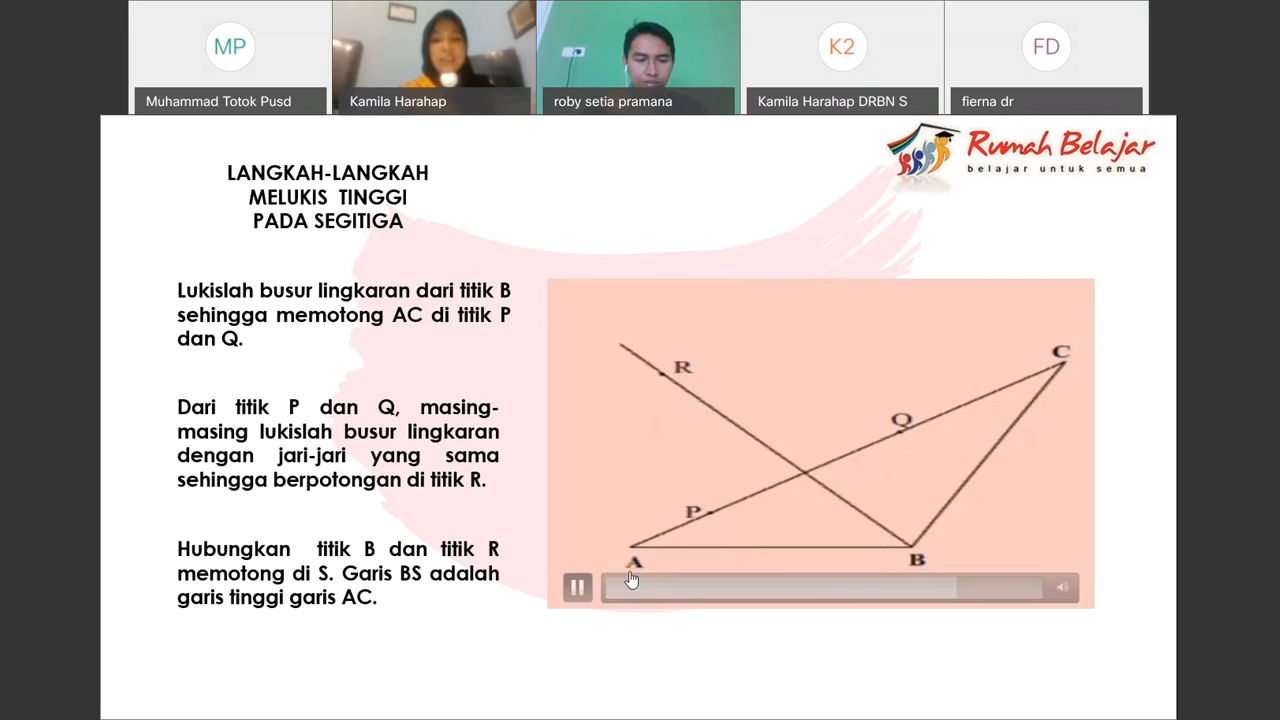 MP
K2
FD
Muhammad Totok Pusd
Kamila Harahap
roby setia pramana
Kamila Harahap DRBN S
fierna dr
Rumah Belajar
belajar untuk semua
LANGKAH-LANGKAH
MELUKIS TINGGI
PADA SEGITIGA
Lukislah busur lingkaran dari titik B
sehingga memotong AC di titik P
dan Q.
Dari titik P dan Q, masing-
masing lukislah busur lingkaran
dengan jari-jari yang sama
sehingga berpotongan di titik R.
Hubungkan titik B dan titik R
memotong di S. Garis BS adalah
garis tinggi garis AC.
C
R
Q
P
A
B